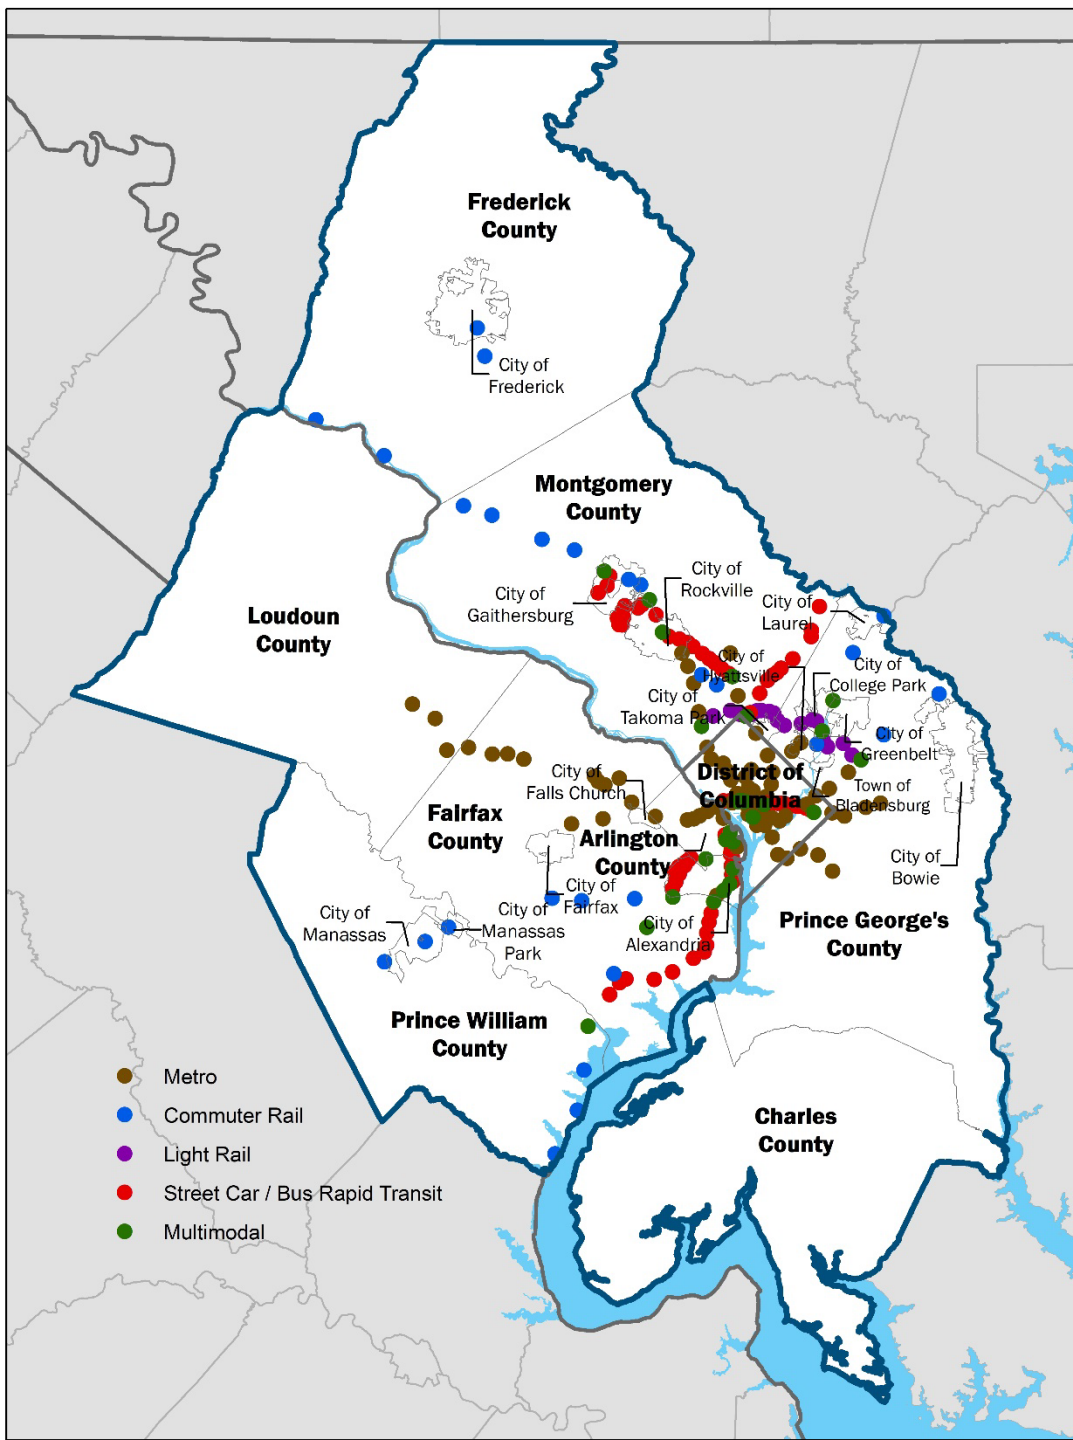 Frederick
County
City of
Frederick
Montgomery
County
City of
Rockville
City of
Gaithersburg
City of
Laurel
Loudoun
County
City of
Hyattsville
City of
College Park
City of
Takoma Park
City of
Greenbelt
District of
Columbia
City of
Falls Church
Town of
Bladensburg
Fairfax
County
Arlington
County
City of
Bowie
City of
Fairfax
City of
Manassas
City of
Manassas
Park
City of
Alexandria
Prince George's
County
Prince William
County
Charles
County
Metro
Commuter Rail
Light Rail
Street Car / Bus Rapid Transit
Multimodal